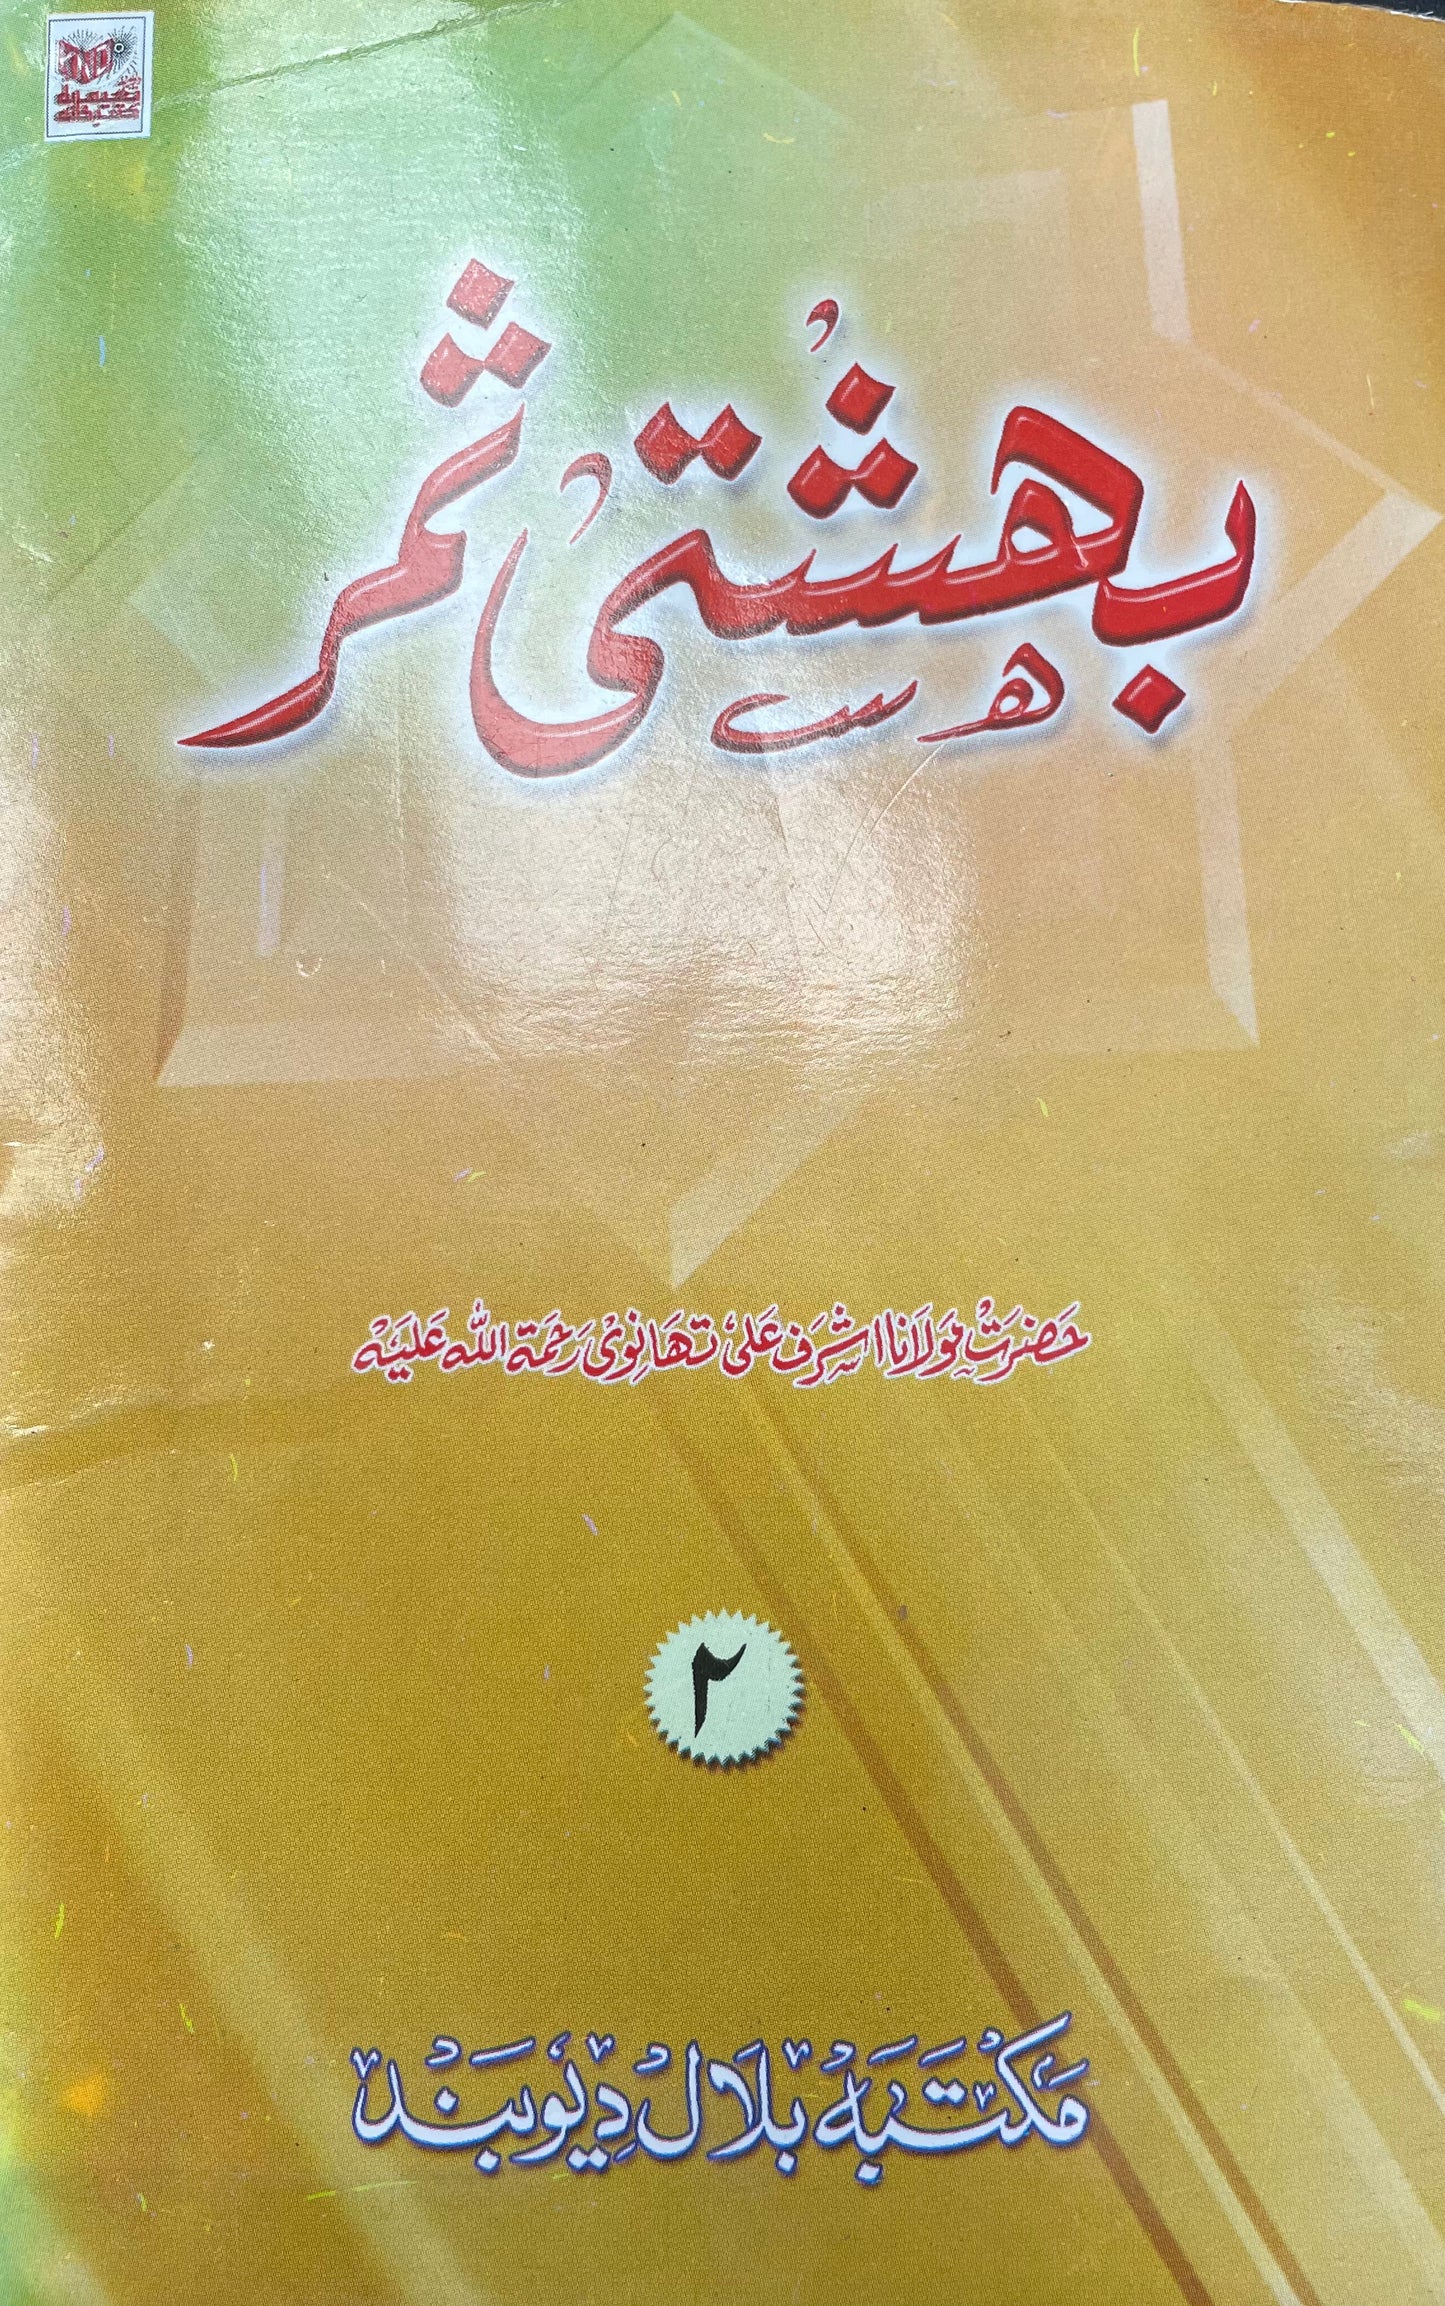 بہشتی ثمر
حضرت مولانا اشرف علی تھانوی رحمۃ اللہ علیہ
۲
مکتبہ بلال دیوبند